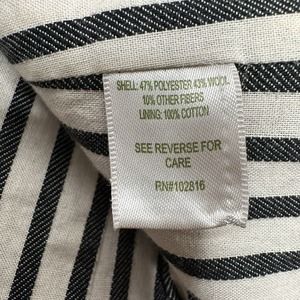 SHELL: 47% POLYESTER 43% WOOL
10% OTHER FIBERS
LINING: 100% COTTON
SEE REVERSE FOR
CARE
RN#102816